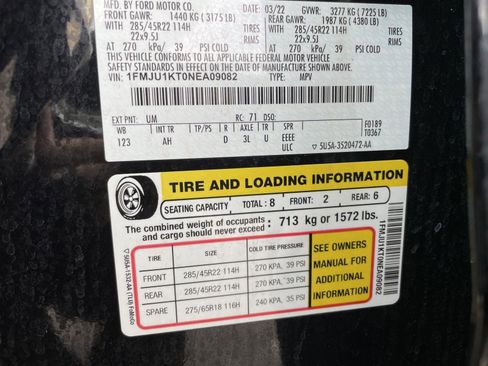 MFD. BY FORD MOTOR CO.
03/22 GVWR: 3277 KG ( 7225 LB)
FRONT GAWR: 1440 KG ( 3175 LB) 1987 KG ( 4380 LB)
WITH 285/45R22 114H TIRES WITH 285/45R22 114H TIRES
22x9.5J RIMS 22x9.5J RIMS
AT 270 kPa/ 39 PSI COLD AT 270 kPa/ 39 PSI COLD
THIS VEHICLE CONFORMS TO ALL APPLICABLE FEDERAL MOTOR VEHICLE
SAFETY STANDARDS IN EFFECT ON THE DATE OF MANUFACTURE SHOWN ABOVE.
VIN: 1FMJU1KT0NEA09082 TYPE: MPV
EXT PNT: UM RC: 71 DSO:
WB INT TR TP/PS R AXLE TR SPR F0189
123 AH D 3L U EEEE T0367
ULC ▽ 5U5A-3520472-AA
TIRE AND LOADING INFORMATION
SEATING CAPACITY TOTAL: 8 FRONT: 2 REAR: 6
The combined weight of occupants and cargo should never exceed: 713 kg or 1572 lbs.
TIRE SIZE COLD TIRE PRESSURE
FRONT 285/45R22 114H 270 KPA, 39 PSI
REAR 285/45R22 114H 270 KPA, 39 PSI
SPARE 275/65R18 116H 240 KPA, 35 PSI
SEE OWNERS
MANUAL FOR
ADDITIONAL
INFORMATION
▽ 5U5A-1532-AA (TLU) FoMoCo
1FMJU1KT0NEA09082